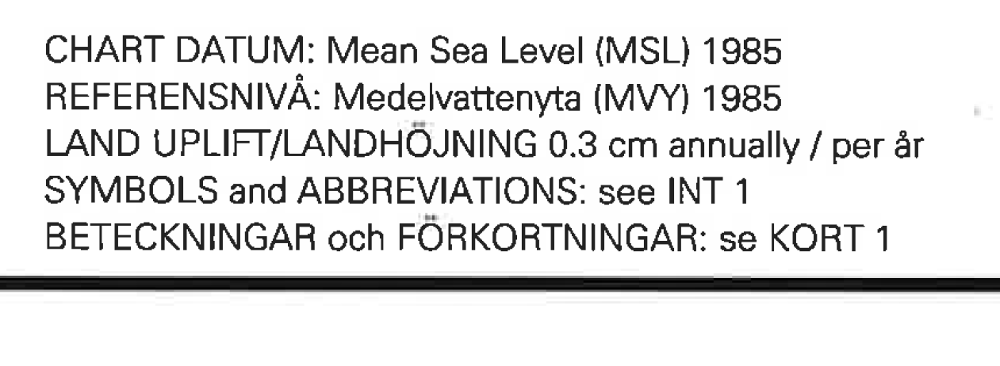 CHART DATUM: Mean Sea Level (MSL) 1985
REFERENSNIVÅ: Medelvattenyta (MVY) 1985
LAND UPLIFT/LANDHÖJNING 0.3 cm annually / per år
SYMBOLS and ABBREVIATIONS: see INT 1
BETECKNINGAR och FÖRKORTNINGAR: se KORT 1